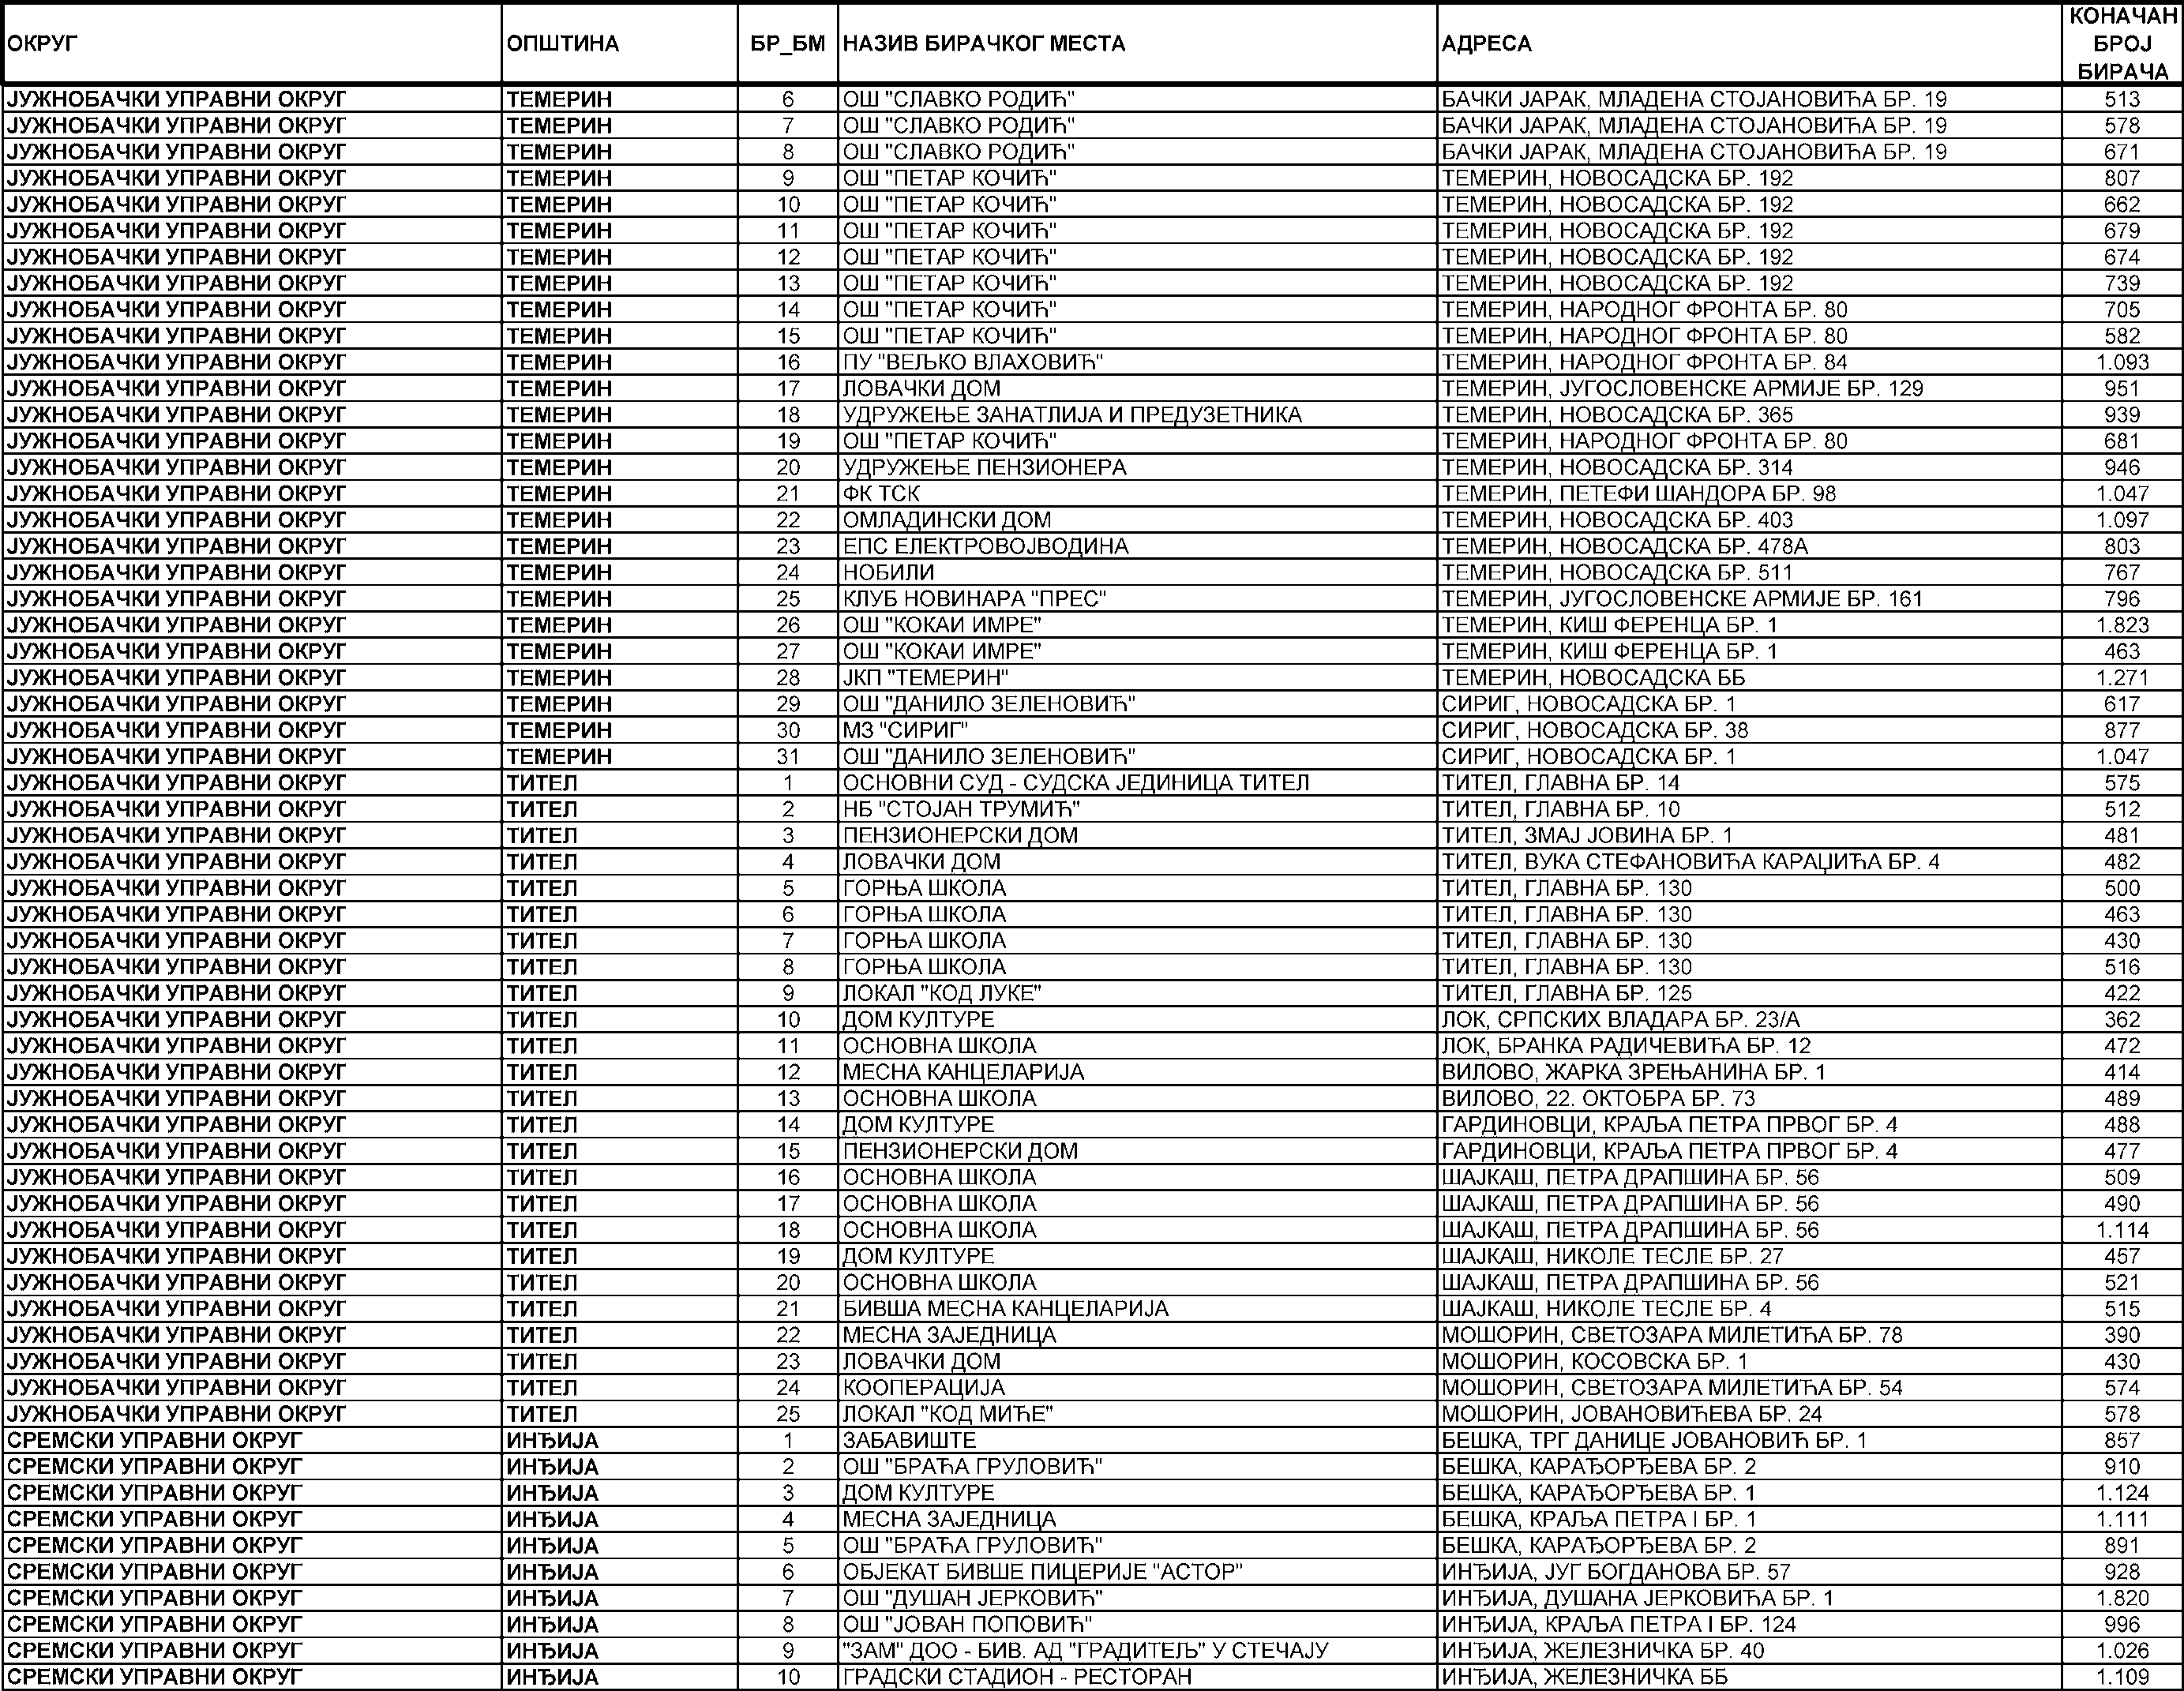 ОКРУГ ОПШТИНА БР_БМ НАЗИВ БИРАЧКОГ МЕСТА АДРЕСА КОНАЧАН БРОЈ БИРАЧА
ЈУЖНОБАЧКИ УПРАВНИ ОКРУГ ТЕМЕРИН 6 ОШ "СЛАВКО РОДИЋ" БАЧКИ ЈАРАК, МЛАДЕНА СТОЈАНОВИЋА БР. 19 513
ЈУЖНОБАЧКИ УПРАВНИ ОКРУГ ТЕМЕРИН 7 ОШ "СЛАВКО РОДИЋ" БАЧКИ ЈАРАК, МЛАДЕНА СТОЈАНОВИЋА БР. 19 578
ЈУЖНОБАЧКИ УПРАВНИ ОКРУГ ТЕМЕРИН 8 ОШ "СЛАВКО РОДИЋ" БАЧКИ ЈАРАК, МЛАДЕНА СТОЈАНОВИЋА БР. 19 671
ЈУЖНОБАЧКИ УПРАВНИ ОКРУГ ТЕМЕРИН 9 ОШ "ПЕТАР КОЧИЋ" ТЕМЕРИН, НОВОСАДСКА БР. 192 807
ЈУЖНОБАЧКИ УПРАВНИ ОКРУГ ТЕМЕРИН 10 ОШ "ПЕТАР КОЧИЋ" ТЕМЕРИН, НОВОСАДСКА БР. 192 662
ЈУЖНОБАЧКИ УПРАВНИ ОКРУГ ТЕМЕРИН 11 ОШ "ПЕТАР КОЧИЋ" ТЕМЕРИН, НОВОСАДСКА БР. 192 679
ЈУЖНОБАЧКИ УПРАВНИ ОКРУГ ТЕМЕРИН 12 ОШ "ПЕТАР КОЧИЋ" ТЕМЕРИН, НОВОСАДСКА БР. 192 674
ЈУЖНОБАЧКИ УПРАВНИ ОКРУГ ТЕМЕРИН 13 ОШ "ПЕТАР КОЧИЋ" ТЕМЕРИН, НОВОСАДСКА БР. 192 739
ЈУЖНОБАЧКИ УПРАВНИ ОКРУГ ТЕМЕРИН 14 ОШ "ПЕТАР КОЧИЋ" ТЕМЕРИН, НАРОДНОГ ФРОНТА БР. 80 705
ЈУЖНОБАЧКИ УПРАВНИ ОКРУГ ТЕМЕРИН 15 ОШ "ПЕТАР КОЧИЋ" ТЕМЕРИН, НАРОДНОГ ФРОНТА БР. 80 582
ЈУЖНОБАЧКИ УПРАВНИ ОКРУГ ТЕМЕРИН 16 ПУ "ВЕЉКО ВЛАХОВИЋ" ТЕМЕРИН, НАРОДНОГ ФРОНТА БР. 84 1.093
ЈУЖНОБАЧКИ УПРАВНИ ОКРУГ ТЕМЕРИН 17 ЛОВАЧКИ ДОМ ТЕМЕРИН, ЈУГОСЛОВЕНСКЕ АРМИЈЕ БР. 129 951
ЈУЖНОБАЧКИ УПРАВНИ ОКРУГ ТЕМЕРИН 18 УДРУЖЕЊЕ ЗАНАТЛИЈА И ПРЕДУЗЕТНИКА ТЕМЕРИН, НОВОСАДСКА БР. 365 939
ЈУЖНОБАЧКИ УПРАВНИ ОКРУГ ТЕМЕРИН 19 ОШ "ПЕТАР КОЧИЋ" ТЕМЕРИН, НАРОДНОГ ФРОНТА БР. 80 681
ЈУЖНОБАЧКИ УПРАВНИ ОКРУГ ТЕМЕРИН 20 УДРУЖЕЊЕ ПЕНЗИОНЕРА ТЕМЕРИН, НОВОСАДСКА БР. 314 946
ЈУЖНОБАЧКИ УПРАВНИ ОКРУГ ТЕМЕРИН 21 ФК ТСК ТЕМЕРИН, ПЕТЕФИ ШАНДОРА БР. 98 1.047
ЈУЖНОБАЧКИ УПРАВНИ ОКРУГ ТЕМЕРИН 22 ОМЛАДИНСКИ ДОМ ТЕМЕРИН, НОВОСАДСКА БР. 403 1.097
ЈУЖНОБАЧКИ УПРАВНИ ОКРУГ ТЕМЕРИН 23 ЕПС ЕЛЕКТРОВОЈВОДИНА ТЕМЕРИН, НОВОСАДСКА БР. 478А 803
ЈУЖНОБАЧКИ УПРАВНИ ОКРУГ ТЕМЕРИН 24 НОБИЛИ ТЕМЕРИН, НОВОСАДСКА БР. 511 767
ЈУЖНОБАЧКИ УПРАВНИ ОКРУГ ТЕМЕРИН 25 КЛУБ НОВИНАРА "ПРЕС" ТЕМЕРИН, ЈУГОСЛОВЕНСКЕ АРМИЈЕ БР. 161 796
ЈУЖНОБАЧКИ УПРАВНИ ОКРУГ ТЕМЕРИН 26 ОШ "КОКАИ ИМРЕ" ТЕМЕРИН, КИШ ФЕРЕНЦА БР. 1 1.823
ЈУЖНОБАЧКИ УПРАВНИ ОКРУГ ТЕМЕРИН 27 ОШ "КОКАИ ИМРЕ" ТЕМЕРИН, КИШ ФЕРЕНЦА БР. 1 463
ЈУЖНОБАЧКИ УПРАВНИ ОКРУГ ТЕМЕРИН 28 ЈКП "ТЕМЕРИН" ТЕМЕРИН, НОВОСАДСКА ББ 1.271
ЈУЖНОБАЧКИ УПРАВНИ ОКРУГ ТЕМЕРИН 29 ОШ "ДАНИЛО ЗЕЛЕНОВИЋ" СИРИГ, НОВОСАДСКА БР. 1 617
ЈУЖНОБАЧКИ УПРАВНИ ОКРУГ ТЕМЕРИН 30 МЗ "СИРИГ" СИРИГ, НОВОСАДСКА БР. 38 877
ЈУЖНОБАЧКИ УПРАВНИ ОКРУГ ТЕМЕРИН 31 ОШ "ДАНИЛО ЗЕЛЕНОВИЋ" СИРИГ, НОВОСАДСКА БР. 1 1.047
ЈУЖНОБАЧКИ УПРАВНИ ОКРУГ ТИТЕЛ 1 ОСНОВНИ СУД - СУДСКА ЈЕДИНИЦА ТИТЕЛ ТИТЕЛ, ГЛАВНА БР. 14 575
ЈУЖНОБАЧКИ УПРАВНИ ОКРУГ ТИТЕЛ 2 НБ "СТОЈАН ТРУМИЋ" ТИТЕЛ, ГЛАВНА БР. 10 512
ЈУЖНОБАЧКИ УПРАВНИ ОКРУГ ТИТЕЛ 3 ПЕНЗИОНЕРСКИ ДОМ ТИТЕЛ, ЗМАЈ ЈОВИНА БР. 1 481
ЈУЖНОБАЧКИ УПРАВНИ ОКРУГ ТИТЕЛ 4 ЛОВАЧКИ ДОМ ТИТЕЛ, ВУКА СТЕФАНОВИЋА КАРАЏИЋА БР. 4 482
ЈУЖНОБАЧКИ УПРАВНИ ОКРУГ ТИТЕЛ 5 ГОРЊА ШКОЛА ТИТЕЛ, ГЛАВНА БР. 130 500
ЈУЖНОБАЧКИ УПРАВНИ ОКРУГ ТИТЕЛ 6 ГОРЊА ШКОЛА ТИТЕЛ, ГЛАВНА БР. 130 463
ЈУЖНОБАЧКИ УПРАВНИ ОКРУГ ТИТЕЛ 7 ГОРЊА ШКОЛА ТИТЕЛ, ГЛАВНА БР. 130 430
ЈУЖНОБАЧКИ УПРАВНИ ОКРУГ ТИТЕЛ 8 ГОРЊА ШКОЛА ТИТЕЛ, ГЛАВНА БР. 130 516
ЈУЖНОБАЧКИ УПРАВНИ ОКРУГ ТИТЕЛ 9 ЛОКАЛ "КОД ЛУКЕ" ТИТЕЛ, ГЛАВНА БР. 125 422
ЈУЖНОБАЧКИ УПРАВНИ ОКРУГ ТИТЕЛ 10 ДОМ КУЛТУРЕ ЛОК, СРПСКИХ ВЛАДАРА БР. 23/А 362
ЈУЖНОБАЧКИ УПРАВНИ ОКРУГ ТИТЕЛ 11 ОСНОВНА ШКОЛА ЛОК, БРАНКА РАДИЧЕВИЋА БР. 12 472
ЈУЖНОБАЧКИ УПРАВНИ ОКРУГ ТИТЕЛ 12 МЕСНА КАНЦЕЛАРИЈА ВИЛОВО, ЖАРКА ЗРЕЊАНИНА БР. 1 414
ЈУЖНОБАЧКИ УПРАВНИ ОКРУГ ТИТЕЛ 13 ОСНОВНА ШКОЛА ВИЛОВО, 22. ОКТОБРА БР. 73 489
ЈУЖНОБАЧКИ УПРАВНИ ОКРУГ ТИТЕЛ 14 ДОМ КУЛТУРЕ ГАРДИНОВЦИ, КРАЉА ПЕТРА ПРВОГ БР. 4 488
ЈУЖНОБАЧКИ УПРАВНИ ОКРУГ ТИТЕЛ 15 ПЕНЗИОНЕРСКИ ДОМ ГАРДИНОВЦИ, КРАЉА ПЕТРА ПРВОГ БР. 4 477
ЈУЖНОБАЧКИ УПРАВНИ ОКРУГ ТИТЕЛ 16 ОСНОВНА ШКОЛА ШАЈКАШ, ПЕТРА ДРАПШИНА БР. 56 509
ЈУЖНОБАЧКИ УПРАВНИ ОКРУГ ТИТЕЛ 17 ОСНОВНА ШКОЛА ШАЈКАШ, ПЕТРА ДРАПШИНА БР. 56 490
ЈУЖНОБАЧКИ УПРАВНИ ОКРУГ ТИТЕЛ 18 ОСНОВНА ШКОЛА ШАЈКАШ, ПЕТРА ДРАПШИНА БР. 56 1.114
ЈУЖНОБАЧКИ УПРАВНИ ОКРУГ ТИТЕЛ 19 ДОМ КУЛТУРЕ ШАЈКАШ, НИКОЛЕ ТЕСЛЕ БР. 27 457
ЈУЖНОБАЧКИ УПРАВНИ ОКРУГ ТИТЕЛ 20 ОСНОВНА ШКОЛА ШАЈКАШ, ПЕТРА ДРАПШИНА БР. 56 521
ЈУЖНОБАЧКИ УПРАВНИ ОКРУГ ТИТЕЛ 21 БИВША МЕСНА КАНЦЕЛАРИЈА ШАЈКАШ, НИКОЛЕ ТЕСЛЕ БР. 4 515
ЈУЖНОБАЧКИ УПРАВНИ ОКРУГ ТИТЕЛ 22 МЕСНА ЗАЈЕДНИЦА МОШОРИН, СВЕТОЗАРА МИЛЕТИЋА БР. 78 390
ЈУЖНОБАЧКИ УПРАВНИ ОКРУГ ТИТЕЛ 23 ЛОВАЧКИ ДОМ МОШОРИН, КОСОВСКА БР. 1 430
ЈУЖНОБАЧКИ УПРАВНИ ОКРУГ ТИТЕЛ 24 КООПЕРАЦИЈА МОШОРИН, СВЕТОЗАРА МИЛЕТИЋА БР. 54 574
ЈУЖНОБАЧКИ УПРАВНИ ОКРУГ ТИТЕЛ 25 ЛОКАЛ "КОД МИЋЕ" МОШОРИН, ЈОВАНОВИЋЕВА БР. 24 578
СРЕМСКИ УПРАВНИ ОКРУГ ИНЂИЈА 1 ЗАБАВИШТЕ БЕШКА, ТРГ ДАНИЦЕ ЈОВАНОВИЋ БР. 1 857
СРЕМСКИ УПРАВНИ ОКРУГ ИНЂИЈА 2 ОШ "БРАЋА ГРУЛОВИЋ" БЕШКА, КАРАЂОРЂЕВА БР. 2 910
СРЕМСКИ УПРАВНИ ОКРУГ ИНЂИЈА 3 ДОМ КУЛТУРЕ БЕШКА, КАРАЂОРЂЕВА БР. 1 1.124
СРЕМСКИ УПРАВНИ ОКРУГ ИНЂИЈА 4 МЕСНА ЗАЈЕДНИЦА БЕШКА, КРАЉА ПЕТРА I БР. 1 1.111
СРЕМСКИ УПРАВНИ ОКРУГ ИНЂИЈА 5 ОШ "БРАЋА ГРУЛОВИЋ" БЕШКА, КАРАЂОРЂЕВА БР. 2 891
СРЕМСКИ УПРАВНИ ОКРУГ ИНЂИЈА 6 ОБЈЕКАТ БИВШЕ ПИЦЕРИЈЕ "АСТОР" ИНЂИЈА, ЈУГ БОГДАНОВА БР. 57 928
СРЕМСКИ УПРАВНИ ОКРУГ ИНЂИЈА 7 ОШ "ДУШАН ЈЕРКОВИЋ" ИНЂИЈА, ДУШАНА ЈЕРКОВИЋА БР. 1 1.820
СРЕМСКИ УПРАВНИ ОКРУГ ИНЂИЈА 8 ОШ "ЈОВАН ПОПОВИЋ" ИНЂИЈА, КРАЉА ПЕТРА I БР. 124 996
СРЕМСКИ УПРАВНИ ОКРУГ ИНЂИЈА 9 "ЗАМ" ДОО - БИВ. АД "ГРАДИТЕЉ" У СТЕЧАЈУ ИНЂИЈА, ЖЕЛЕЗНИЧКА БР. 40 1.026
СРЕМСКИ УПРАВНИ ОКРУГ ИНЂИЈА 10 ГРАДСКИ СТАДИОН - РЕСТОРАН ИНЂИЈА, ЖЕЛЕЗНИЧКА ББ 1.109